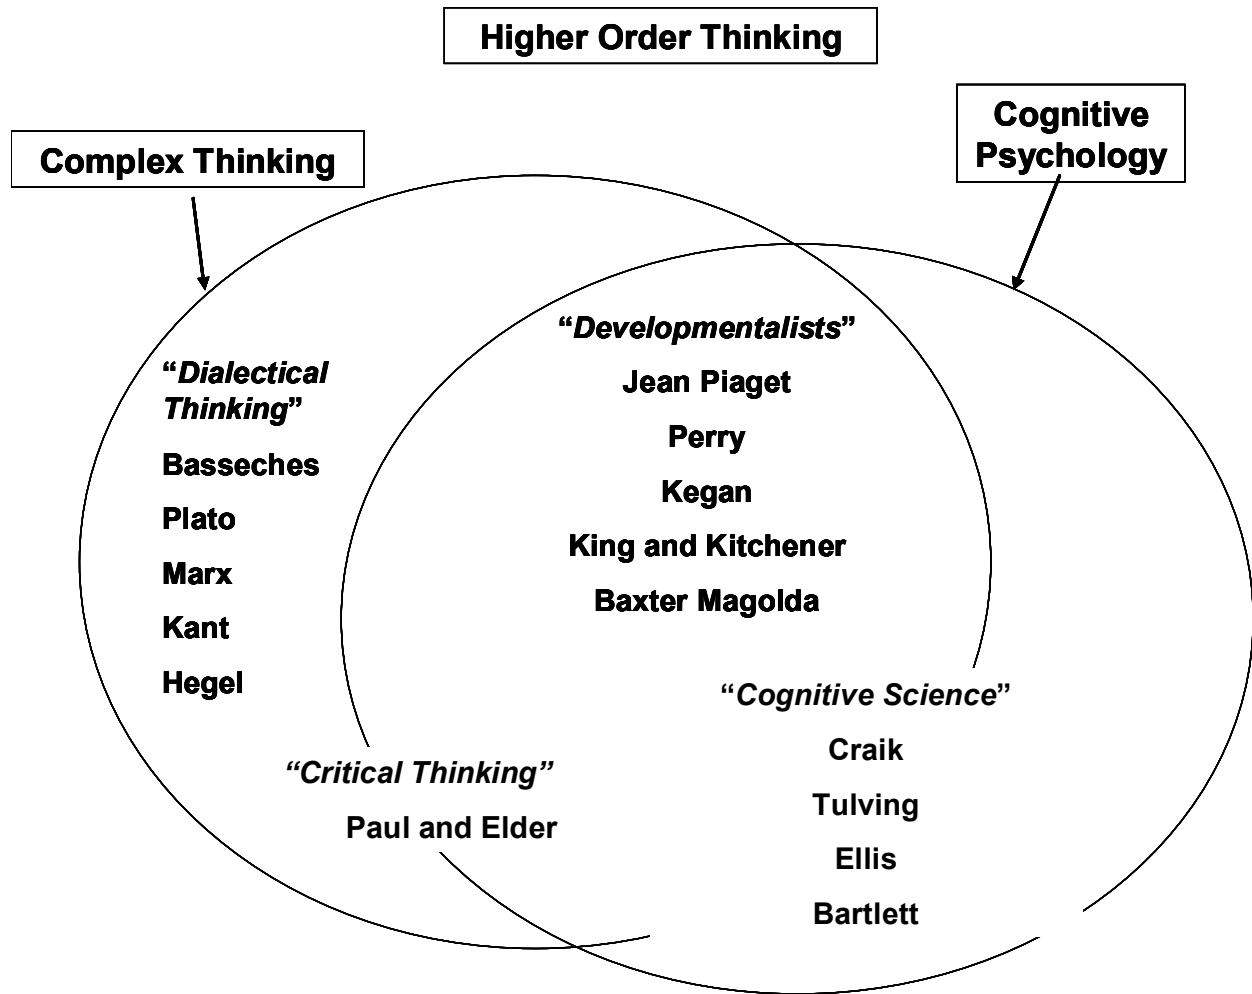 Higher Order Thinking
Cognitive
Psychology
Complex Thinking
“Dialectical
Thinking”
Basseches
Plato
Marx
Kant
Hegel
“Developmentalists”
Jean Piaget
Perry
Kegan
King and Kitchener
Baxter Magolda
“Critical Thinking”
Paul and Elder
“Cognitive Science”
Craik
Tulving
Ellis
Bartlett